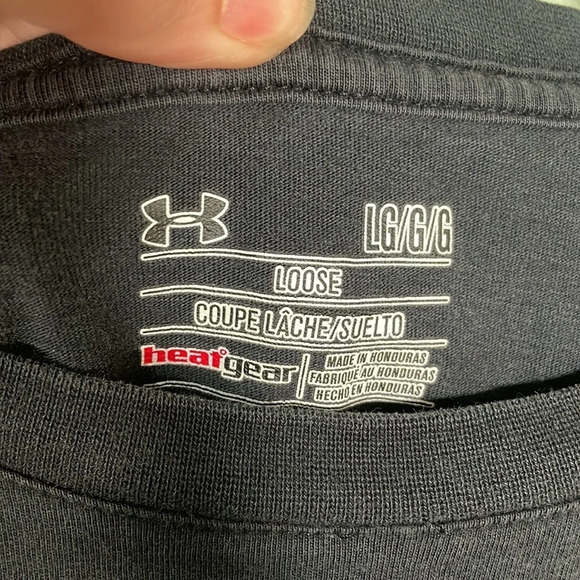 LG/G/G
LOOSE
COUPE LÂCHE/SUELTO
heatgear
MADE IN HONDURAS
FABRIQUÉ AU HONDURAS
HECHO EN HONDURAS